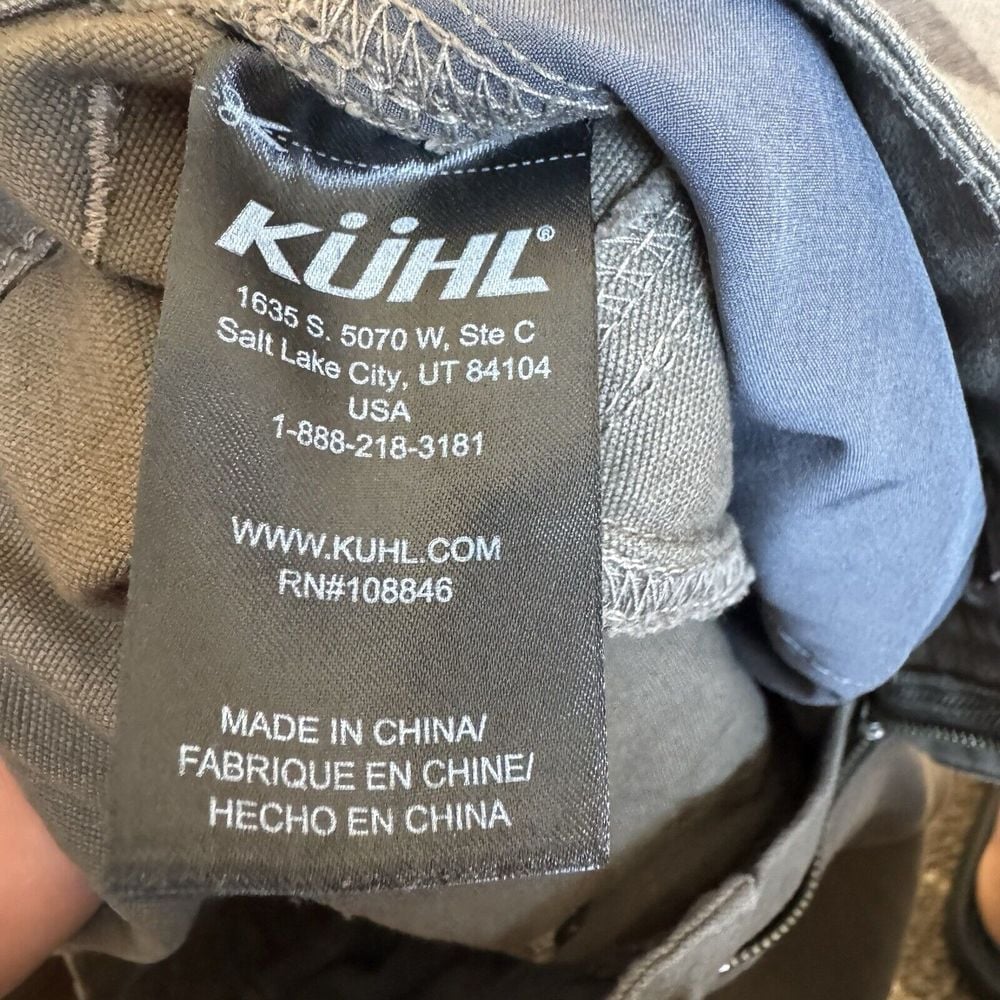 KÜHL®
1635 S. 5070 W, Ste C
Salt Lake City, UT 84104
USA
1-888-218-3181
WWW.KUHL.COM
RN#108846
MADE IN CHINA/
FABRIQUE EN CHINE/
HECHO EN CHINA